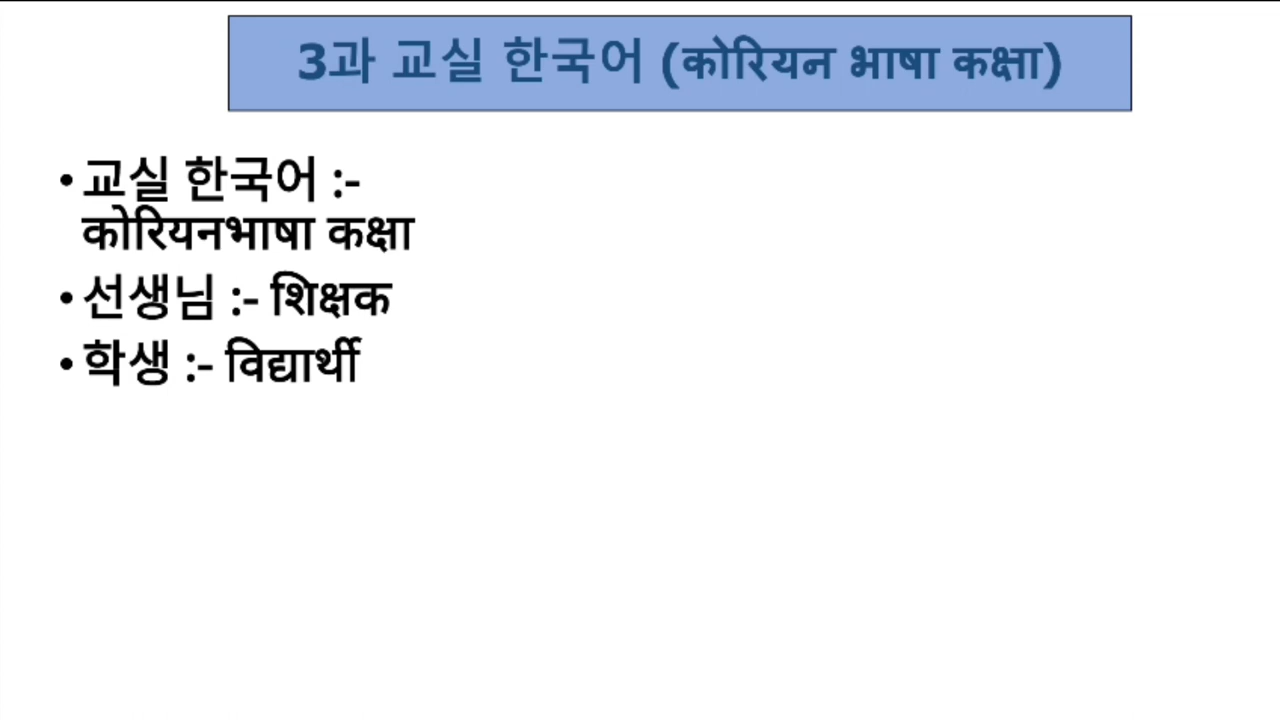 3과 교실 한국어 (कोरियन भाषा कक्षा)
• 교실 한국어 :-
कोरियनभाषा कक्षा
• 선생님 :- शिक्षक
• 학생 :- विद्यार्थी